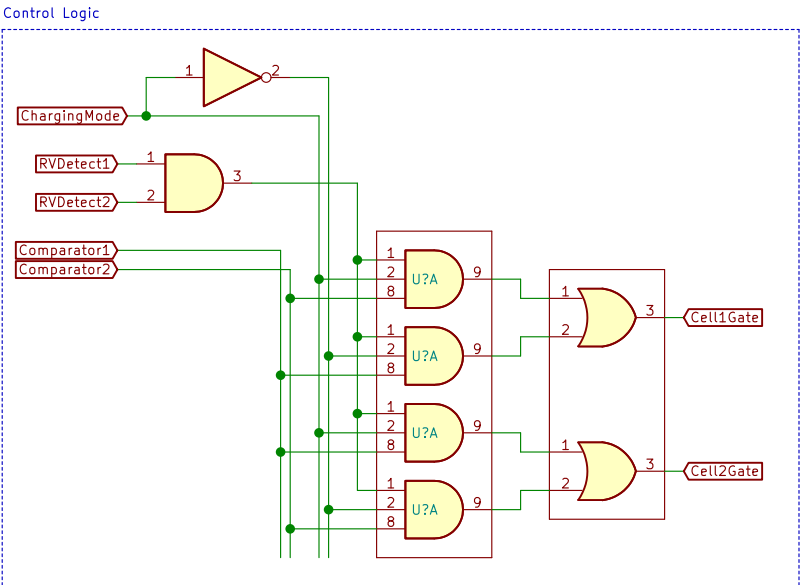 Control Logic
1
2
ChargingMode
RVDetect1
1
3
RVDetect2
2
Comparator1
Comparator2
1
2
8
U?A
9
1
2
8
U?A
9
1
2
8
U?A
9
1
2
8
U?A
9
1
2
3
Cell1Gate
1
2
3
Cell2Gate